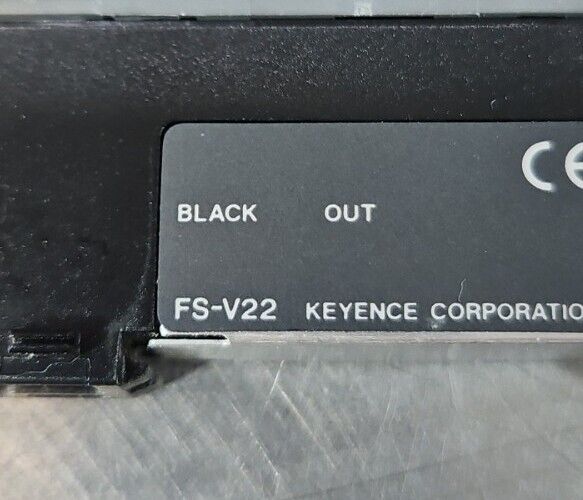 CE
BLACK OUT
FS-V22 KEYENCE CORPORATIO